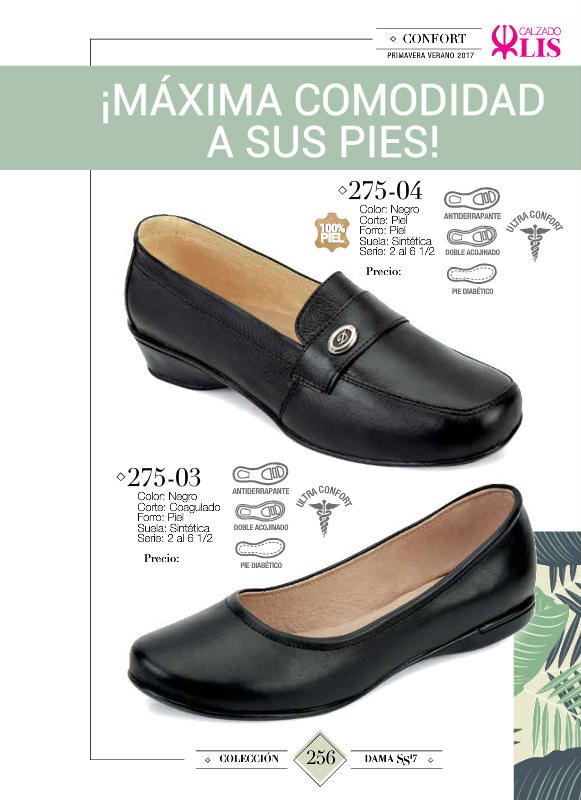 CONFORT
PRIMAVERA VERANO 2017
CALZADO
LIS
¡MÁXIMA COMODIDAD
A SUS PIES!
275-04
Color: Negro
Corte: Piel
Forro: Piel
Suela: Sintética
Serie: 2 al 6 1/2
Precio:
100%
PIEL
ANTIDERRAPANTE
DOBLE ACOJINADO
PIE DIABÉTICO
ULTRA CONFORT
275-03
Color: Negro
Corte: Coagulado
Forro: Piel
Suela: Sintética
Serie: 2 al 6 1/2
Precio:
ANTIDERRAPANTE
DOBLE ACOJINADO
PIE DIABÉTICO
ULTRA CONFORT
COLECCIÓN
256
DAMA SS17